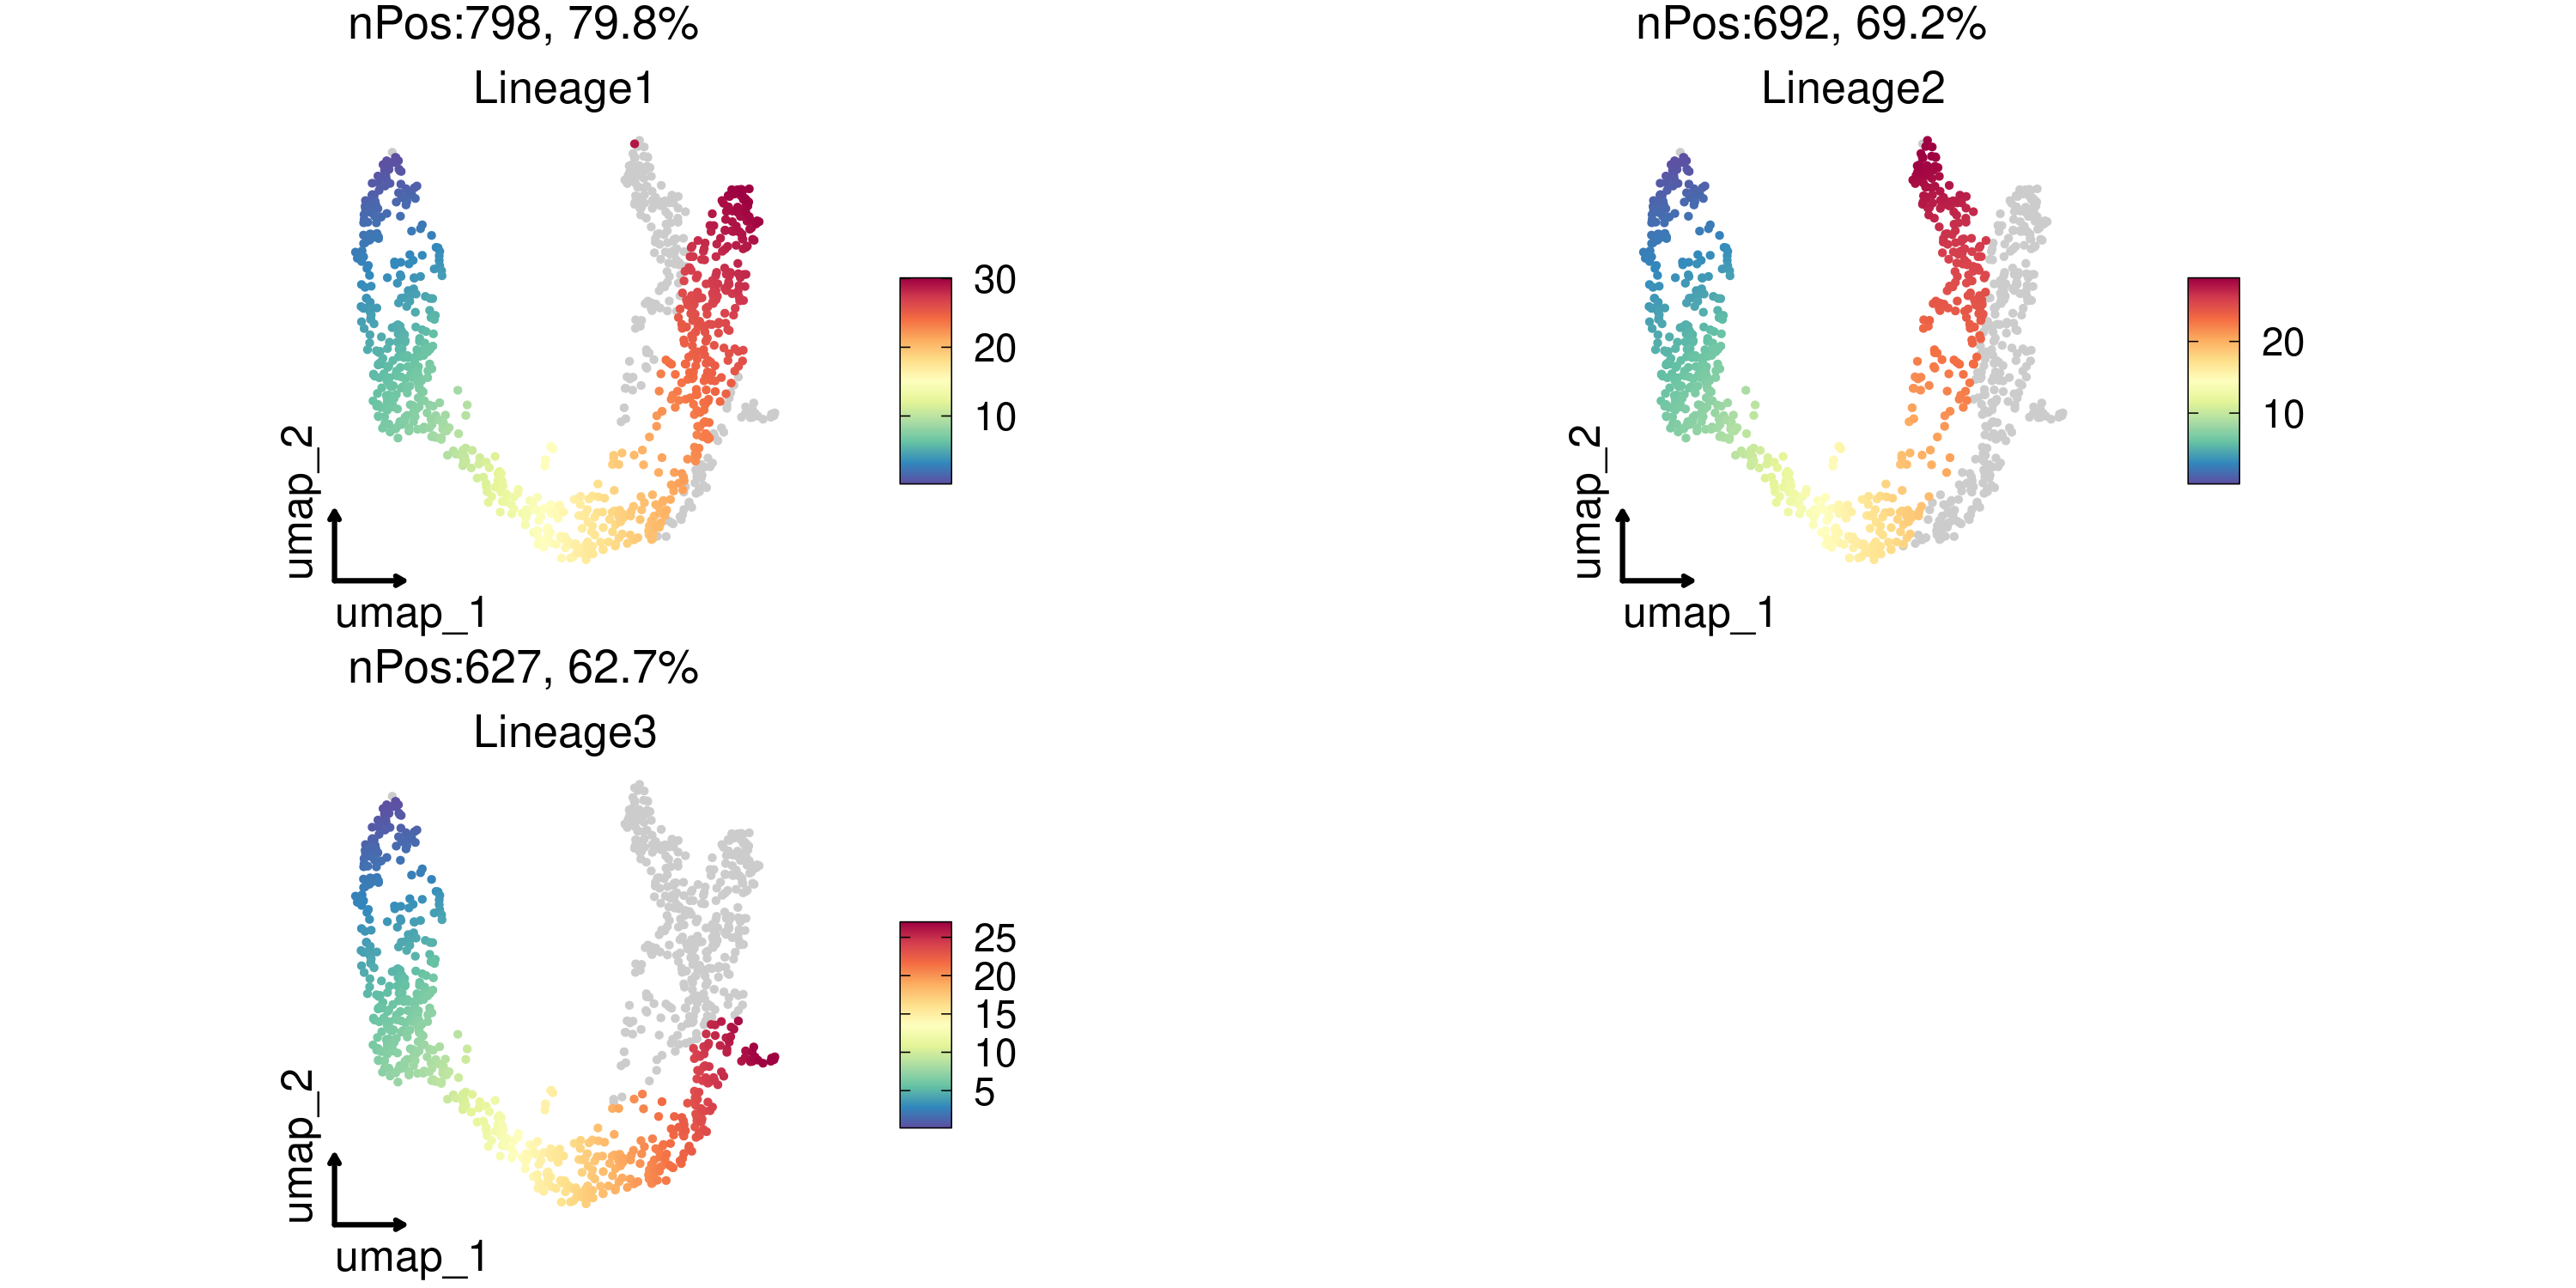 nPos:798, 79.8%
Lineage1
30
20
10
umap_2
umap_1
nPos:692, 69.2%
Lineage2
20
10
umap_2
umap_1
nPos:627, 62.7%
Lineage3
25
20
15
10
5
umap_2
umap_1